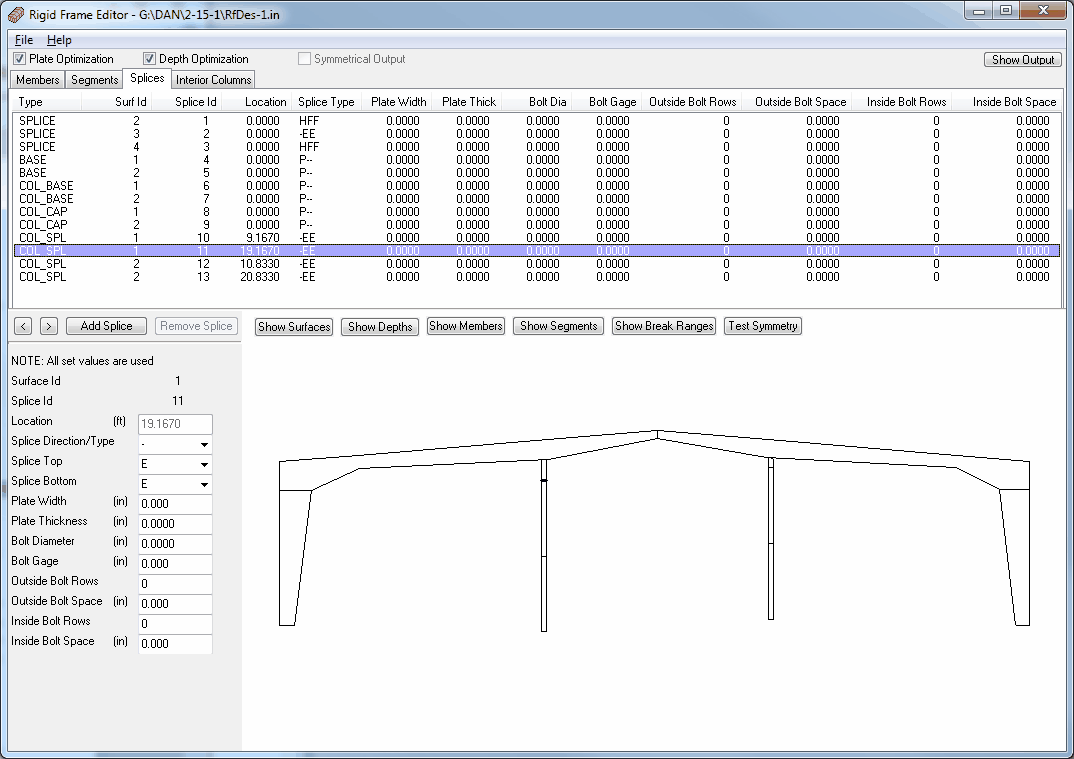 Rigid Frame Editor - G:\DAN\2-15-1\RfDes-1.in
File Help
Plate Optimization Depth Optimization Symmetrical Output Show Output
Members Segments Splices Interior Columns
Type Surf Id Splice Id Location Splice Type Plate Width Plate Thick Bolt Dia Bolt Gage Outside Bolt Rows Outside Bolt Space Inside Bolt Rows Inside Bolt Space
SPLICE 2 1 0.0000 HFF 0.0000 0.0000 0.0000 0.0000 0 0.0000 0 0.0000
SPLICE 3 2 0.0000 -EE 0.0000 0.0000 0.0000 0.0000 0 0.0000 0 0.0000
SPLICE 4 3 0.0000 HFF 0.0000 0.0000 0.0000 0.0000 0 0.0000 0 0.0000
BASE 1 4 0.0000 P-- 0.0000 0.0000 0.0000 0.0000 0 0.0000 0 0.0000
BASE 2 5 0.0000 P-- 0.0000 0.0000 0.0000 0.0000 0 0.0000 0 0.0000
COL_BASE 1 6 0.0000 P-- 0.0000 0.0000 0.0000 0.0000 0 0.0000 0 0.0000
COL_BASE 2 7 0.0000 P-- 0.0000 0.0000 0.0000 0.0000 0 0.0000 0 0.0000
COL_CAP 1 8 0.0000 P-- 0.0000 0.0000 0.0000 0.0000 0 0.0000 0 0.0000
COL_CAP 2 9 0.0000 P-- 0.0000 0.0000 0.0000 0.0000 0 0.0000 0 0.0000
COL_SPL 1 10 9.1670 -EE 0.0000 0.0000 0.0000 0.0000 0 0.0000 0 0.0000
COL_SPL 1 11 19.1670 -EE 0.0000 0.0000 0.0000 0.0000 0 0.0000 0 0.0000
COL_SPL 2 12 10.8330 -EE 0.0000 0.0000 0.0000 0.0000 0 0.0000 0 0.0000
COL_SPL 2 13 20.8330 -EE 0.0000 0.0000 0.0000 0.0000 0 0.0000 0 0.0000
< > Add Splice Remove Splice Show Surfaces Show Depths Show Members Show Segments Show Break Ranges Test Symmetry
NOTE: All set values are used
Surface Id 1
Splice Id 11
Location (ft) 19.1670
Splice Direction/Type -
Splice Top E
Splice Bottom E
Plate Width (in) 0.000
Plate Thickness (in) 0.0000
Bolt Diameter (in) 0.0000
Bolt Gage (in) 0.000
Outside Bolt Rows 0
Outside Bolt Space (in) 0.000
Inside Bolt Rows 0
Inside Bolt Space (in) 0.000